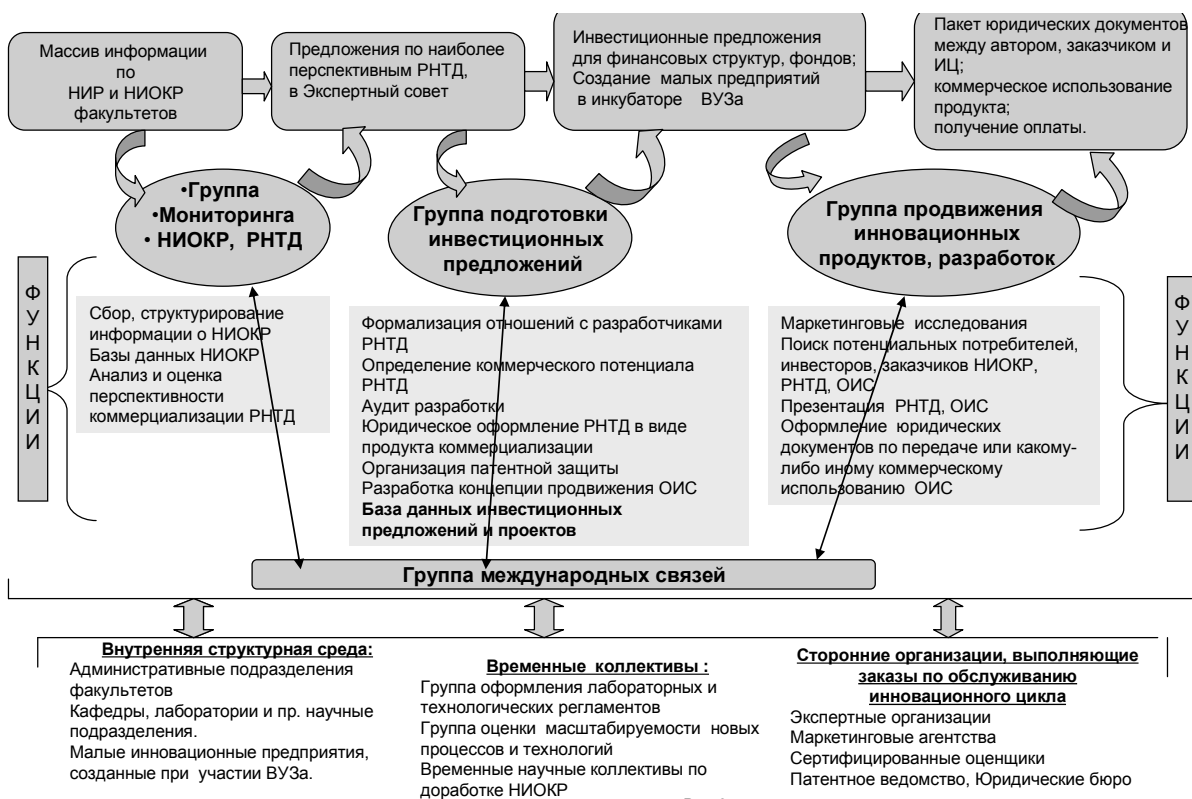 Массив информации
по
НИР и НИОКР
факультетов
Предложения по наиболее
перспективным РНТД,
в Экспертный совет
Инвестиционные предложения
для финансовых структур, фондов;
Создание малых предприятий
в инкубаторе ВУЗа
Пакет юридических документов
между автором, заказчиком и
ИЦ;
коммерческое использование
продукта;
получение оплаты.
•Группа
•Мониторинга
• НИОКР, РНТД
Группа подготовки
инвестиционных
предложений
Группа продвижения
инновационных
продуктов, разработок
ФУНКЦИИ
Сбор, структурирование
информации о НИОКР
Базы данных НИОКР
Анализ и оценка
перспективности
коммерциализации РНТД
Формализация отношений с разработчиками
РНТД
Определение коммерческого потенциала
РНТД
Аудит разработки
Юридическое оформление РНТД в виде
продукта коммерциализации
Организация патентной защиты
Разработка концепции продвижения ОИС
База данных инвестиционных
предложений и проектов
Маркетинговые исследования
Поиск потенциальных потребителей,
инвесторов, заказчиков НИОКР,
РНТД, ОИС
Презентация РНТД, ОИС
Оформление юридических
документов по передаче или какому-
либо иному коммерческому
использованию ОИС
ФУНКЦИИ
Группа международных связей
Внутренняя структурная среда:
Административные подразделения
факультетов
Кафедры, лаборатории и пр. научные
подразделения.
Малые инновационные предприятия,
созданные при участии ВУЗа.
Временные коллективы :
Группа оформления лабораторных и
технологических регламентов
Группа оценки масштабируемости новых
процессов и технологий
Временные научные коллективы по
доработке НИОКР
Сторонние организации, выполняющие
заказы по обслуживанию
инновационного цикла
Экспертные организации
Маркетинговые агентства
Сертифицированные оценщики
Патентное ведомство, Юридические бюро